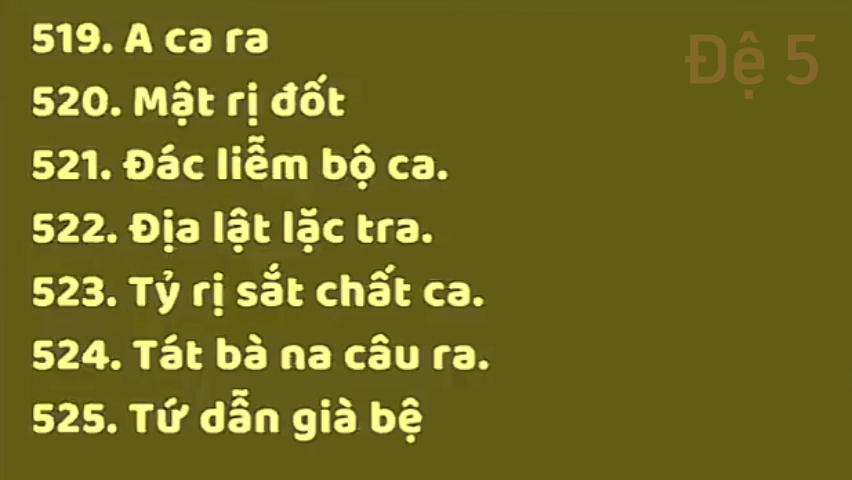 519. A ca ra
Đệ 5
520. Mật rị đốt
521. Đác liễm bộ ca.
522. Địa lật lặc tra.
523. Tỷ rị sắt chất ca.
524. Tát bà na câu ra.
525. Tứ dẫn già bệ